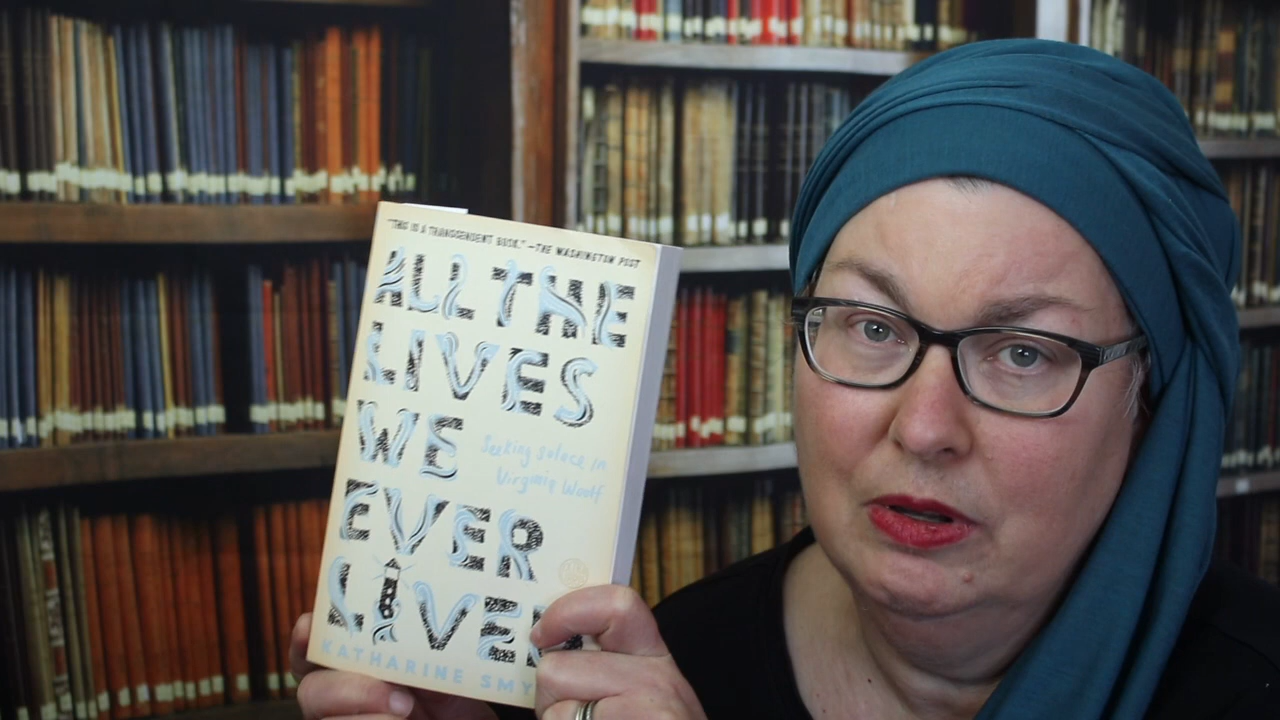 "THIS IS A TRANSCENDENT BOOK." —THE WASHINGTON POST
ALL THE
LIVES
WE
Seeking solace in
Virginia Woolf
EVER
LIVED
KATHARINE SMY